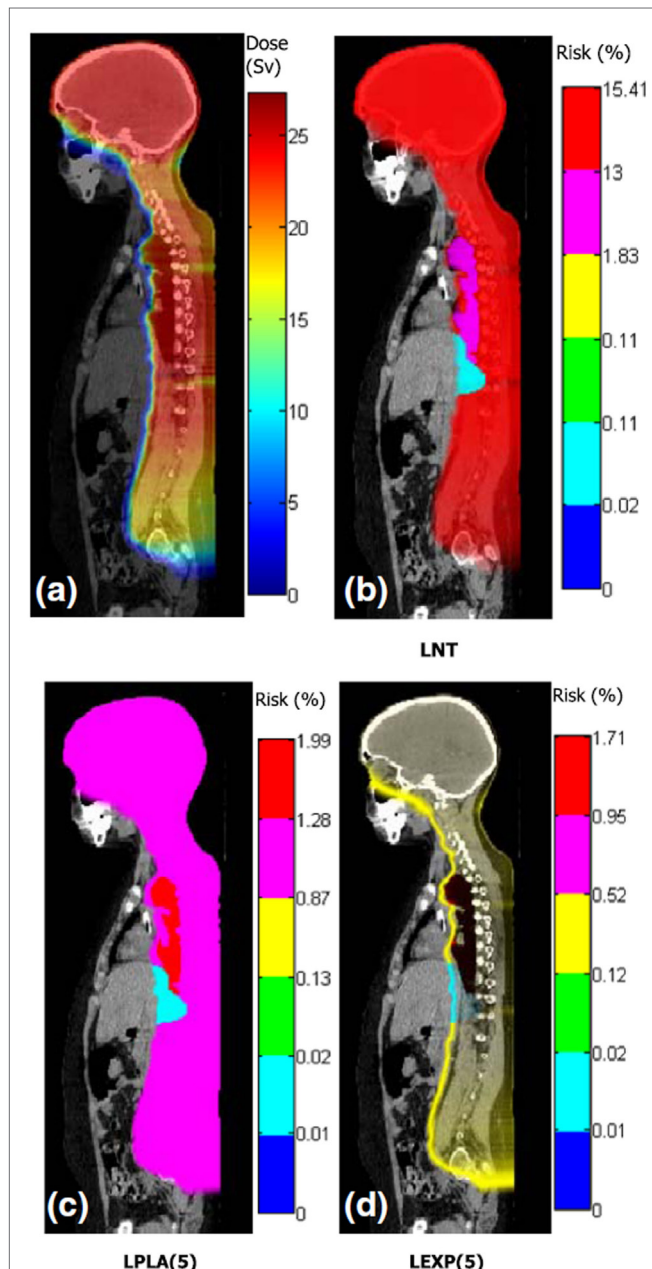 Dose
(Sv)
25
20
15
10
5
0
(a)
Risk (%)
15.41
13
1.83
0.11
0.11
0.02
0
(b)
LNT
Risk (%)
1.99
1.28
0.87
0.13
0.02
0.01
0
(c)
LPLA(5)
Risk (%)
1.71
0.95
0.52
0.12
0.02
0.01
0
(d)
LEXP(5)